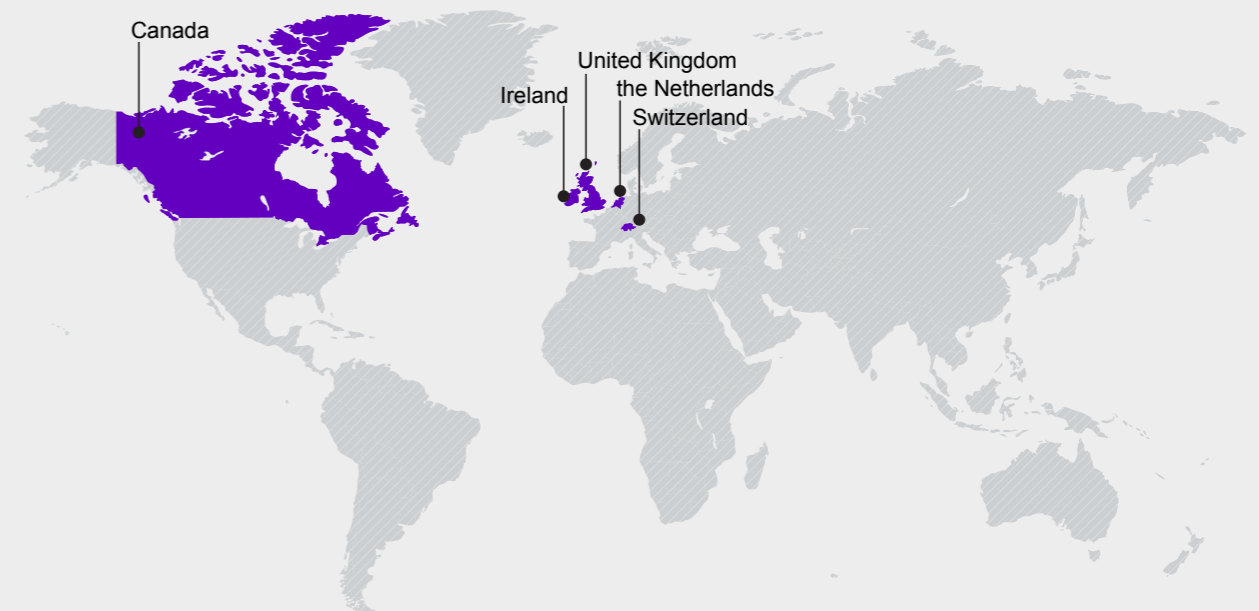 Canada
United Kingdom
the Netherlands
Ireland
Switzerland